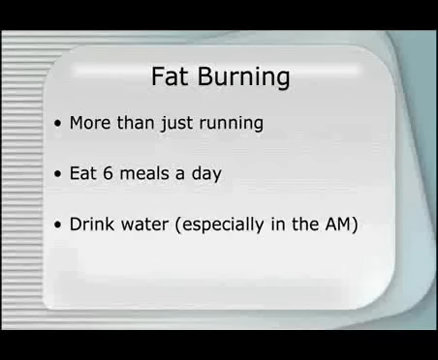 Fat Burning
• More than just running
• Eat 6 meals a day
• Drink water (especially in the AM)